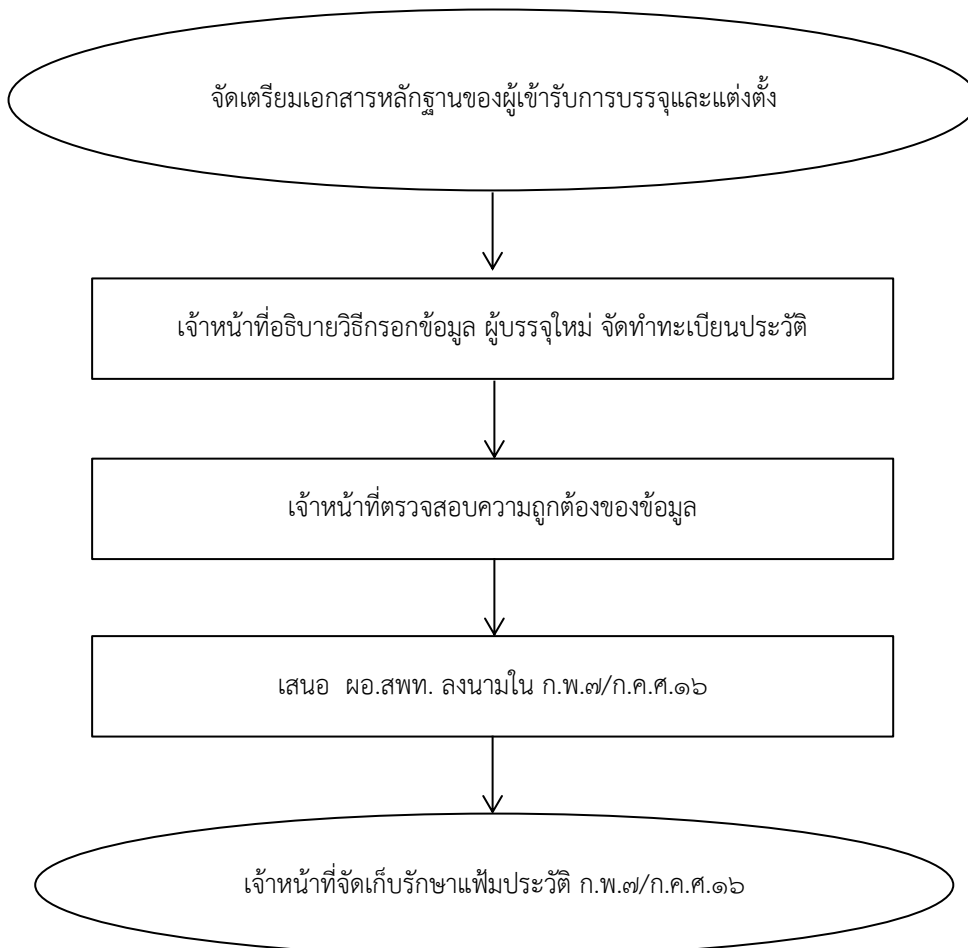 จัดเตรียมเอกสารหลักฐานของผู้เข้ารับการบรรจุและแต่งตั้ง
เจ้าหน้าที่อธิบายวิธีกรอกข้อมูล ผู้บรรจุใหม่ จัดทำทะเบียนประวัติ
เจ้าหน้าที่ตรวจสอบความถูกต้องของข้อมูล
เสนอ ผอ.สพท. ลงนามใน ก.พ.๗/ก.ค.ศ.๑๖
เจ้าหน้าที่จัดเก็บรักษาแฟ้มประวัติ ก.พ.๗/ก.ค.ศ.๑๖